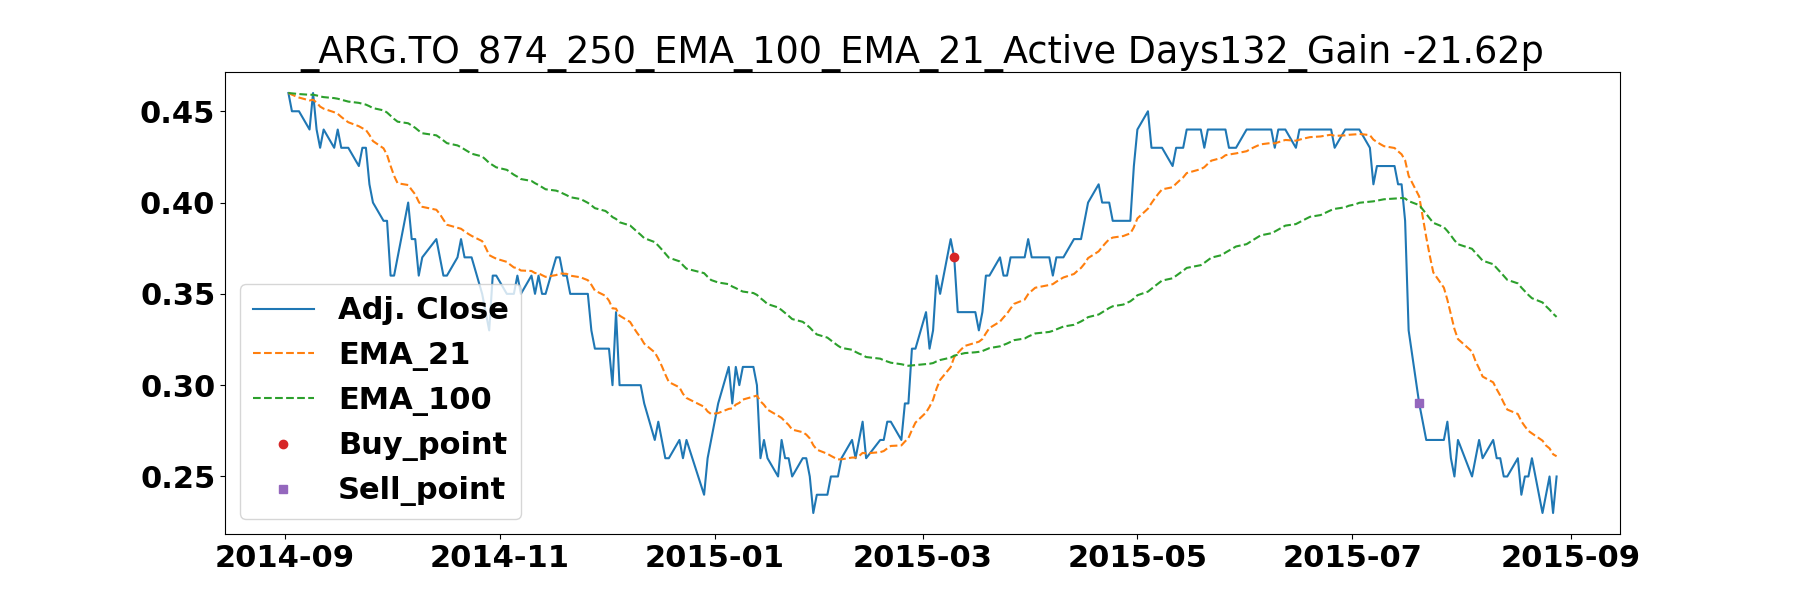 _ARG.TO_874_250_EMA_100_EMA_21_Active Days132_Gain -21.62p
0.45
0.40
0.35
0.30
0.25
Adj. Close
EMA_21
EMA_100
Buy_point
Sell_point
2014-09 2014-11 2015-01 2015-03 2015-05 2015-07 2015-09